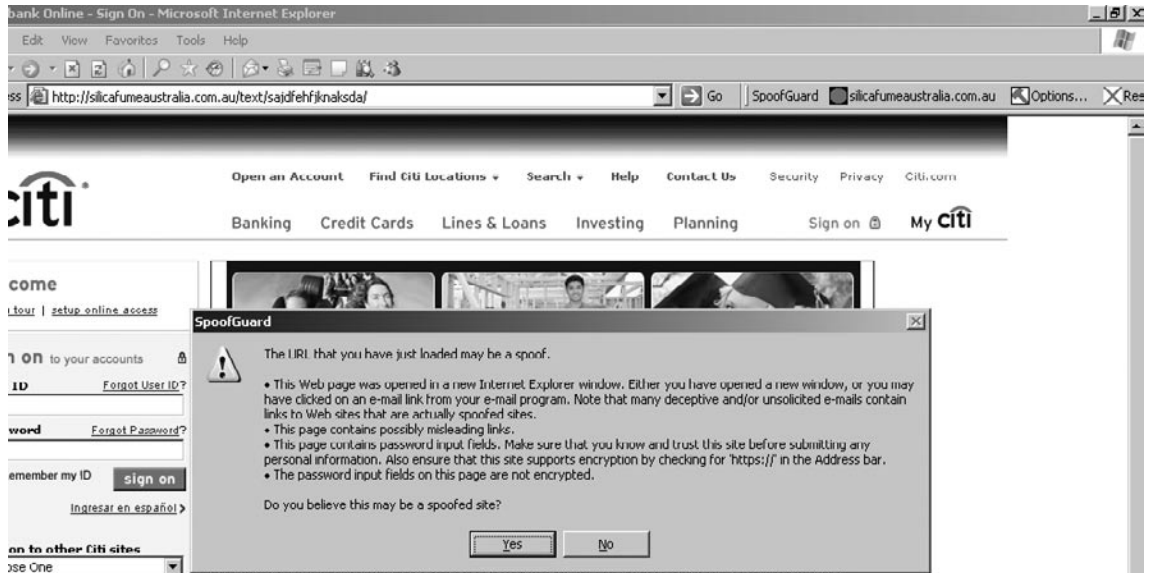 bank Online - Sign On - Microsoft Internet Explorer
Edit View Favorites Tools Help
ess http://silicafumeaustralia.com.au/text/sajdfehfjknaksda/ Go SpoofGuard silicafumeaustralia.com.au Options... Res
citi
Open an Account Find Citi Locations Search Help Contact Us Security Privacy Citi.com
Banking Credit Cards Lines & Loans Investing Planning Sign on My citi
come
tour | setup online access
SpoofGuard
n on to your accounts
The URL that you have just loaded may be a spoof.
ID Forgot User ID?
• This Web page was opened in a new Internet Explorer window. Either you have opened a new window, or you may
have clicked on an e-mail link from your e-mail program. Note that many deceptive and/or unsolicited e-mails contain
links to Web sites that are actually spoofed sites.
word Forgot Password?
• This page contains possibly misleading links.
• This page contains password input fields. Make sure that you know and trust this site before submitting any
personal information. Also ensure that this site supports encryption by checking for 'https://' in the Address bar.
• The password input fields on this page are not encrypted.
emember my ID sign on
Ingresar en español >
Do you believe this may be a spoofed site?
Yes No
on to other Citi sites
ose One